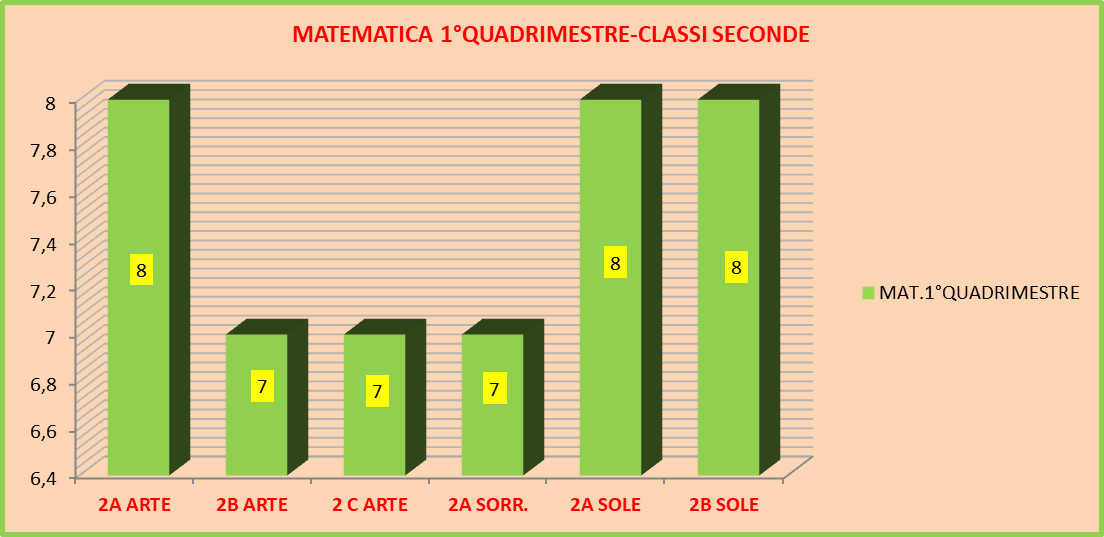 MATEMATICA 1°QUADRIMESTRE-CLASSI SECONDE
8
7,8
7,6
7,4
7,2
7
6,8
6,6
6,4
8
7
7
7
8
8
2A ARTE
2B ARTE
2 C ARTE
2A SORR.
2A SOLE
2B SOLE
MAT.1°QUADRIMESTRE